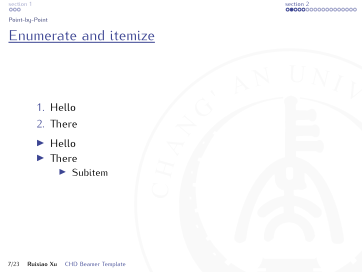 section 1
section 2
Point-by-Point
Enumerate and itemize
1. Hello
2. There
Hello
There
Subitem
CHANG'AN UNIV
7/23 Ruixiao Xu CHD Beamer Template